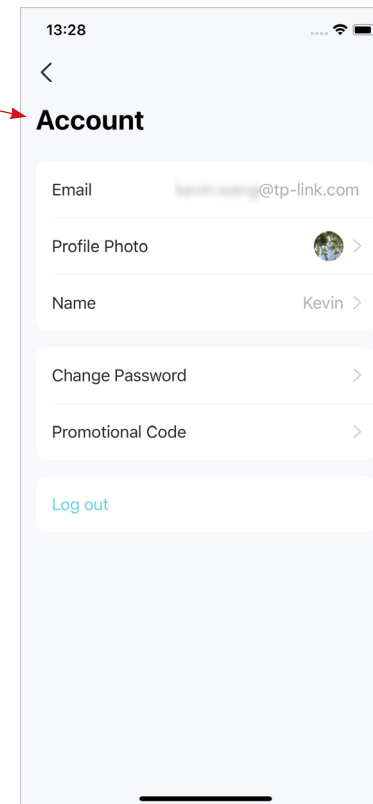 13:28
Account
Email @tp-link.com
Profile Photo
Name Kevin
Change Password
Promotional Code
Log out